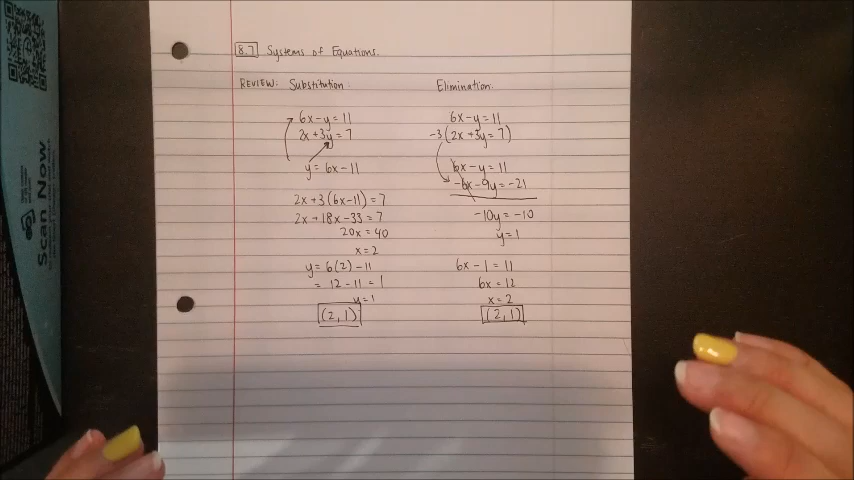 8.7 Systems of Equations.
REVIEW: Substitution:
6x-y=11
2x+3y=7
y=6x-11
2x+3(6x-11)=7
2x+18x-33=7
20x=40
x=2
y=6(2)-11
=12-11=1
y=1
(2,1)
Elimination:
6x-y=11
-3(2x+3y=7)
6x-y=11
-6x-9y=-21
-10y=-10
y=1
6x-1=11
6x=12
x=2
(2,1)
Scan Now